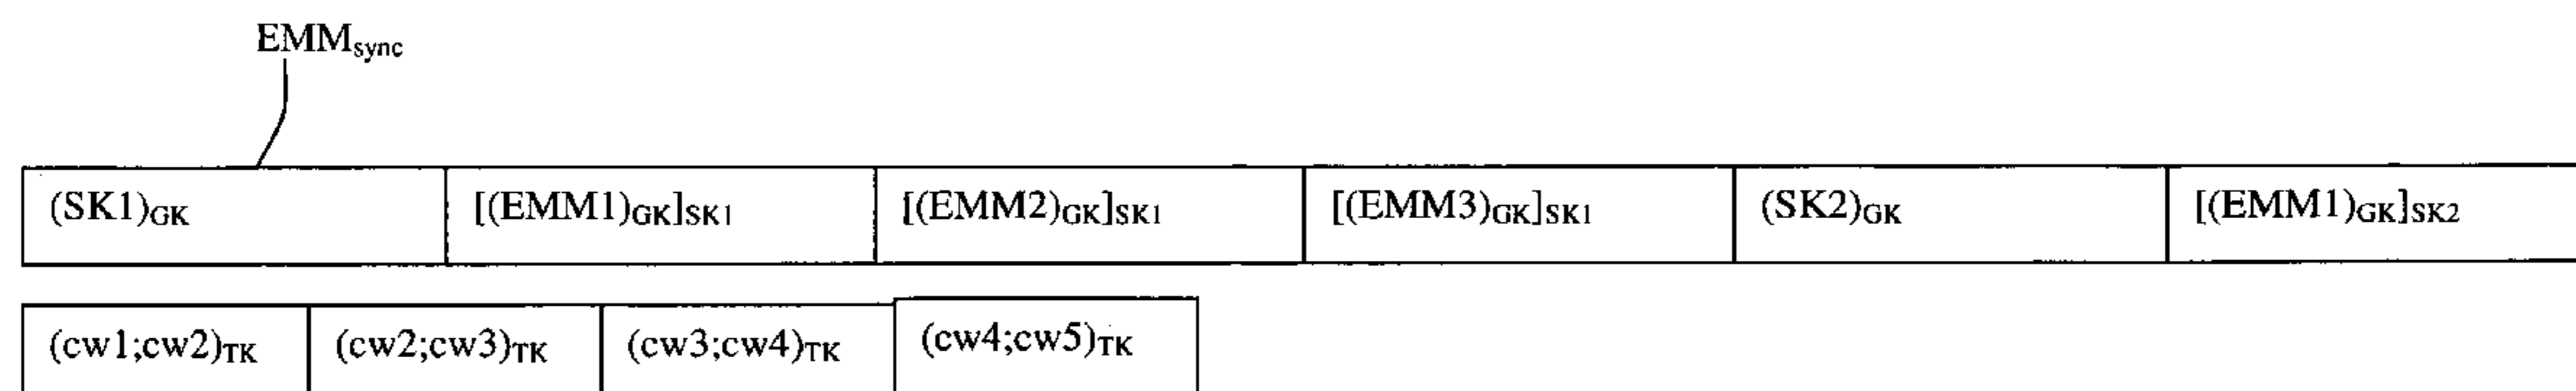 EMMsync
(SK1)GK [(EMM1)GK]SK1 [(EMM2)GK]SK1 [(EMM3)GK]SK1 (SK2)GK [(EMM1)GK]SK2
(cw1;cw2)TK (cw2;cw3)TK (cw3;cw4)TK (cw4;cw5)TK